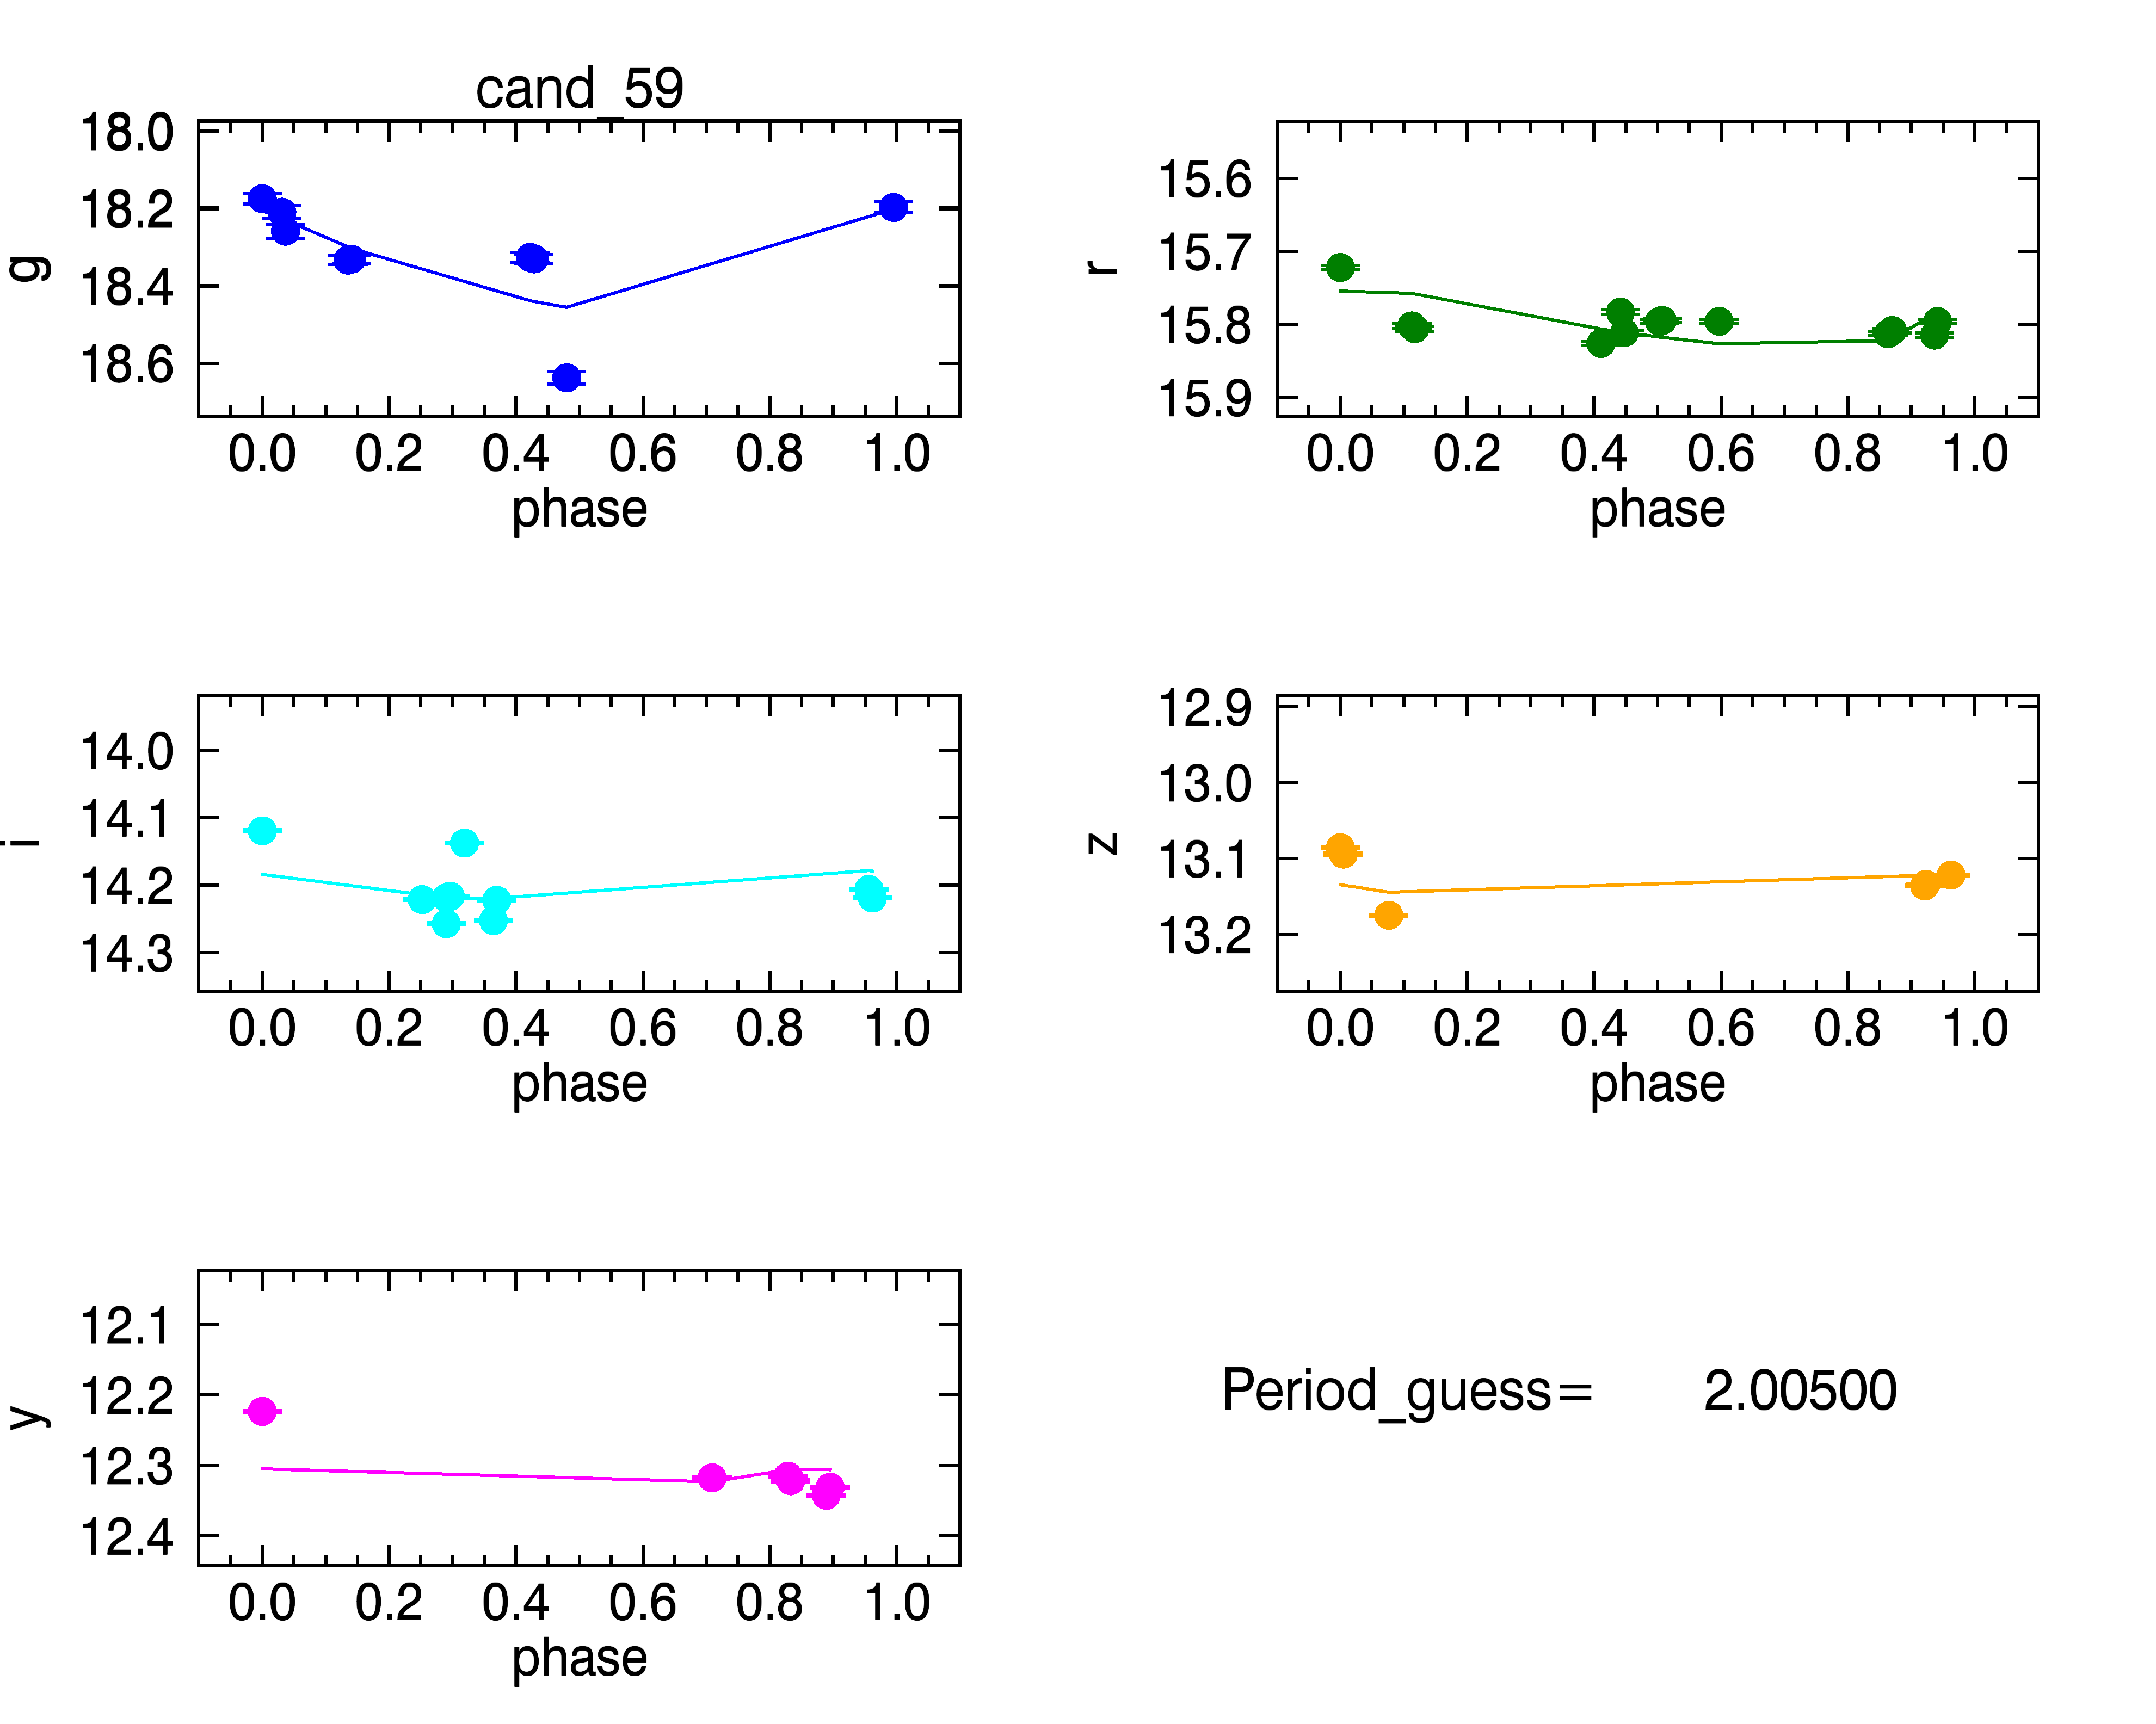 cand_59
18.0
18.2
18.4
18.6
g
0.0 0.2 0.4 0.6 0.8 1.0
phase
15.6
15.7
15.8
15.9
r
0.0 0.2 0.4 0.6 0.8 1.0
phase
14.0
14.1
14.2
14.3
i
0.0 0.2 0.4 0.6 0.8 1.0
phase
12.9
13.0
13.1
13.2
z
0.0 0.2 0.4 0.6 0.8 1.0
phase
12.1
12.2
12.3
12.4
y
0.0 0.2 0.4 0.6 0.8 1.0
phase
Period_guess= 2.00500